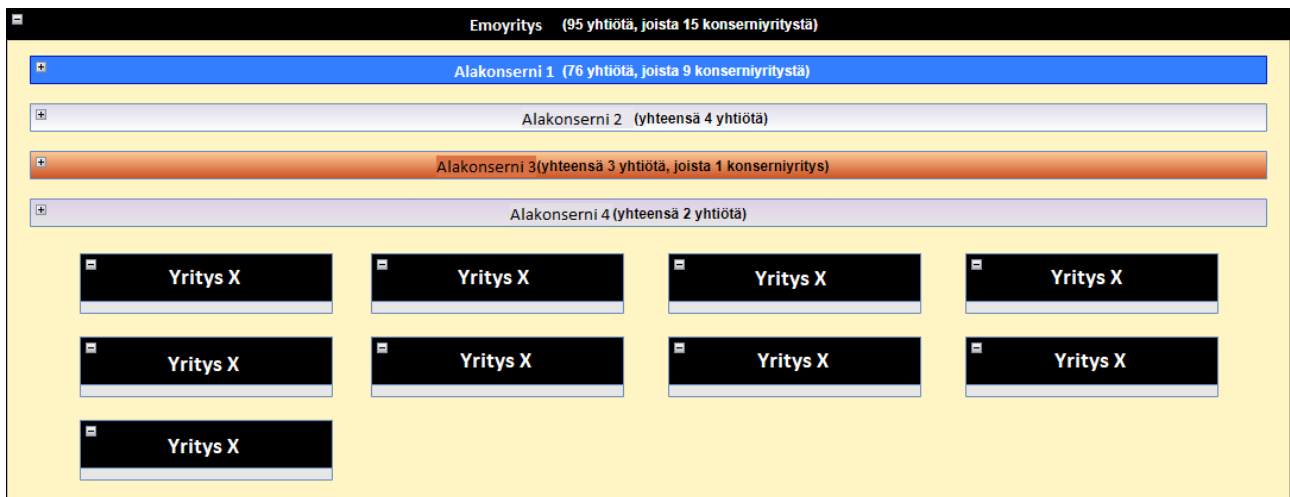 Emoyritys (95 yhtiötä, joista 15 konserniyritystä)
Alakonserni 1 (76 yhtiötä, joista 9 konserniyritystä)
Alakonserni 2 (yhteensä 4 yhtiötä)
Alakonserni 3(yhteensä 3 yhtiötä, joista 1 konserniyritys)
Alakonserni 4 (yhteensä 2 yhtiötä)
Yritys X Yritys X Yritys X Yritys X
Yritys X Yritys X Yritys X Yritys X
Yritys X